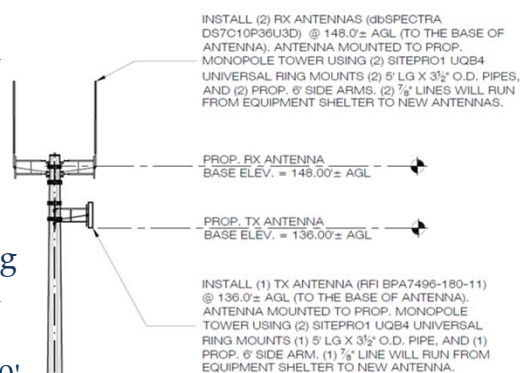 INSTALL (2) RX ANTENNAS (dbSPECTRA
DS7C10P36U3D) @ 148.0'± AGL (TO THE BASE OF
ANTENNA). ANTENNA MOUNTED TO PROP.
MONOPOLE TOWER USING (2) SITEPRO1 UQB4
UNIVERSAL RING MOUNTS (2) 5' LG X 3½" O.D. PIPES,
AND (2) PROP. 6' SIDE ARMS. (2) ⅞" LINES WILL RUN
FROM EQUIPMENT SHELTER TO NEW ANTENNAS.
PROP. RX ANTENNA
BASE ELEV. = 148.00'± AGL
PROP. TX ANTENNA
BASE ELEV. = 136.00'± AGL
g
INSTALL (1) TX ANTENNA (RFI BPA7496-180-11)
@ 136.0'± AGL (TO THE BASE OF ANTENNA).
ANTENNA MOUNTED TO PROP. MONOPOLE
TOWER USING (2) SITEPRO1 UQB4 UNIVERSAL
RING MOUNTS (1) 5' LG X 3½" O.D. PIPE, AND (1)
PROP. 6' SIDE ARM. (1) ⅞" LINE WILL RUN FROM
EQUIPMENT SHELTER TO NEW ANTENNA.
0'